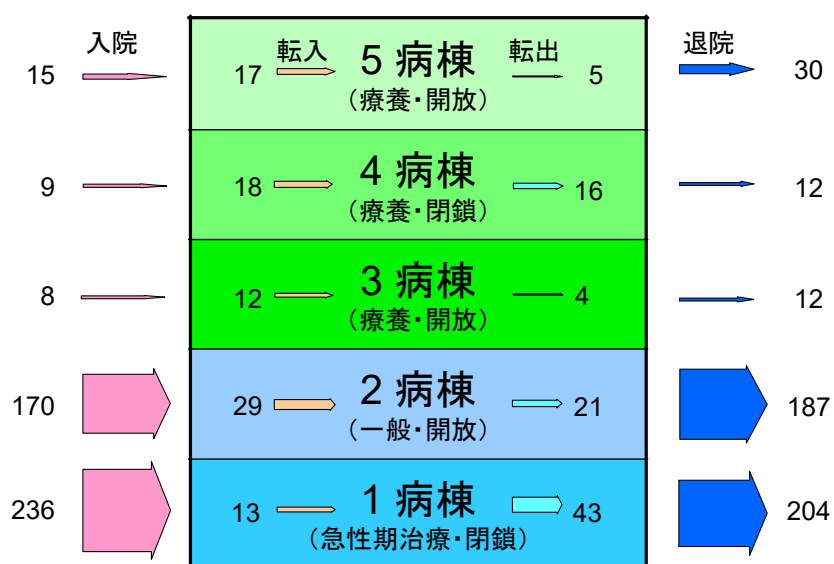 入院 転入 転出 退院
15 17 5 病棟 5 30
(療養・開放)
9 18 4 病棟 16 12
(療養・閉鎖)
8 12 3 病棟 4 12
(療養・開放)
170 29 2 病棟 21 187
(一般・開放)
236 13 1 病棟 43 204
(急性期治療・閉鎖)